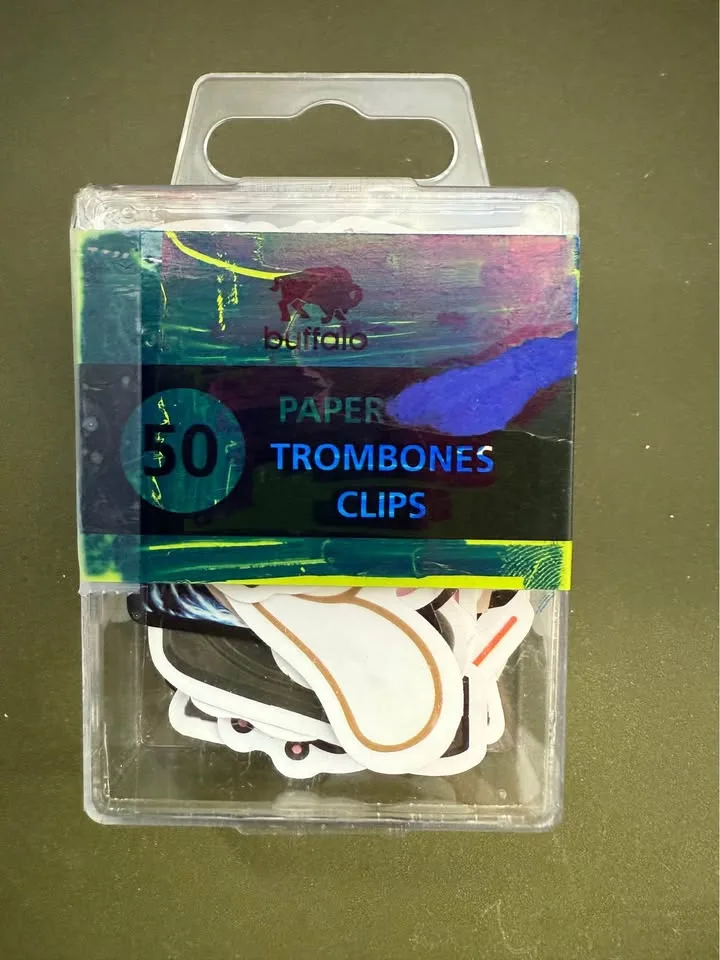 buffalo
50
PAPER
TROMBONES
CLIPS